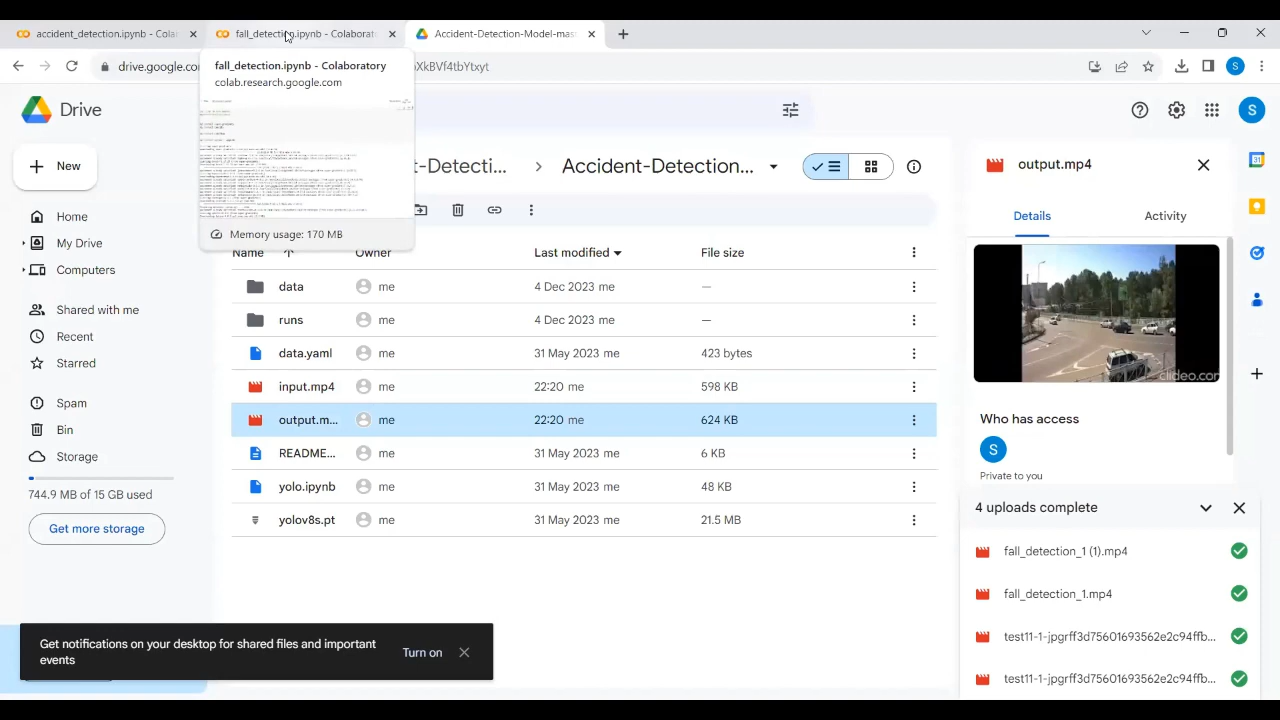 accident_detection.ipynb - Cola
fall_detection.ipynb - Colaborat
Accident-Detection-Model-mas
drive.google.co
XkBVf4tbYtxyt
fall_detection.ipynb - Colaboratory
colab.research.google.com
Memory usage: 170 MB
Drive
S
S
New
t-Detecti...
AccidentDetection...
output.mp4
Details
Activity
Home
My Drive
Computers
Shared with me
Recent
Starred
Spam
Bin
Storage
744.9 MB of 15 GB used
Get more storage
Name
Owner
Last modified
File size
data me 4 Dec 2023 me —
runs me 4 Dec 2023 me —
data.yaml me 31 May 2023 me 423 bytes
input.mp4 me 22:20 me 598 KB
output.m... me 22:20 me 624 KB
README... me 31 May 2023 me 6 KB
yolo.ipynb me 31 May 2023 me 48 KB
yolov8s.pt me 31 May 2023 me 21.5 MB
clideo.com
Who has access
S
Private to you
4 uploads complete
fall_detection_1 (1).mp4
fall_detection_1.mp4
test11-1-jpgrff3d75601693562e2c94ffb...
test11-1-jpgrff3d75601693562e2c94ffb...
Get notifications on your desktop for shared files and important
events
Turn on